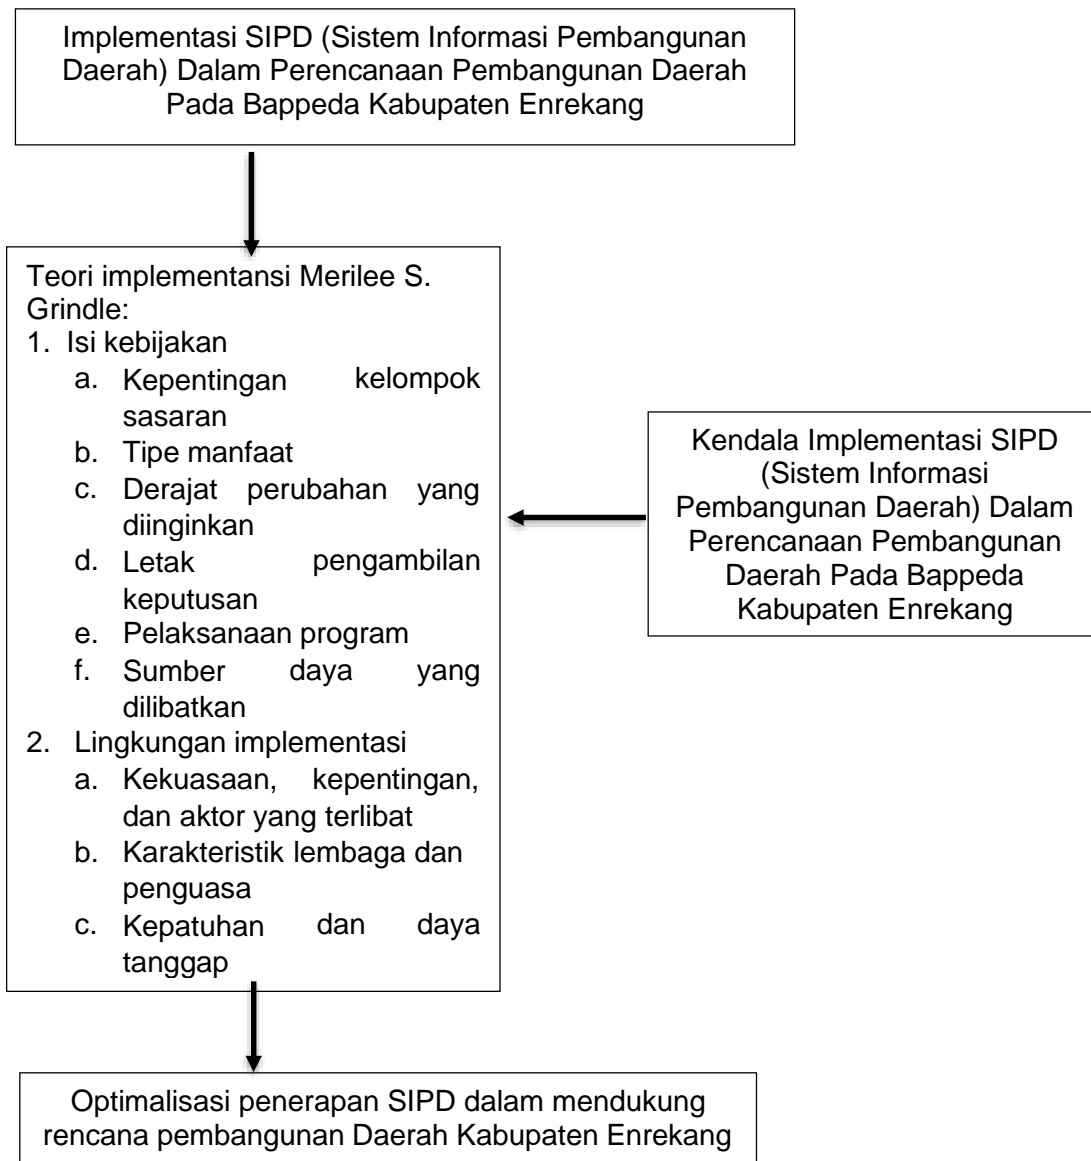 Implementasi SIPD (Sistem Informasi Pembangunan
Daerah) Dalam Perencanaan Pembangunan Daerah
Pada Bappeda Kabupaten Enrekang
Teori implementansi Merilee S.
Grindle:
1. Isi kebijakan
a. Kepentingan kelompok
sasaran
b. Tipe manfaat
c. Derajat perubahan yang
diinginkan
d. Letak pengambilan
keputusan
e. Pelaksanaan program
f. Sumber daya yang
dilibatkan
2. Lingkungan implementasi
a. Kekuasaan, kepentingan,
dan aktor yang terlibat
b. Karakteristik lembaga dan
penguasa
c. Kepatuhan dan daya
tanggap
Kendala Implementasi SIPD
(Sistem Informasi
Pembangunan Daerah) Dalam
Perencanaan Pembangunan
Daerah Pada Bappeda
Kabupaten Enrekang
Optimalisasi penerapan SIPD dalam mendukung
rencana pembangunan Daerah Kabupaten Enrekang